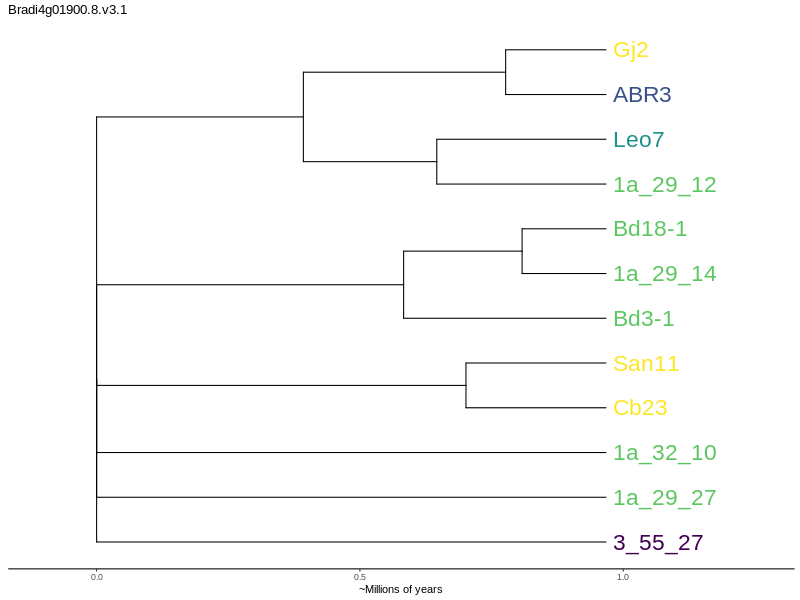 Bradi4g01900.8.v3.1
Gj2
ABR3
Leo7
1a_29_12
Bd18-1
1a_29_14
Bd3-1
San11
Cb23
1a_32_10
1a_29_27
3_55_27
0.0 0.5 1.0
~Millions of years